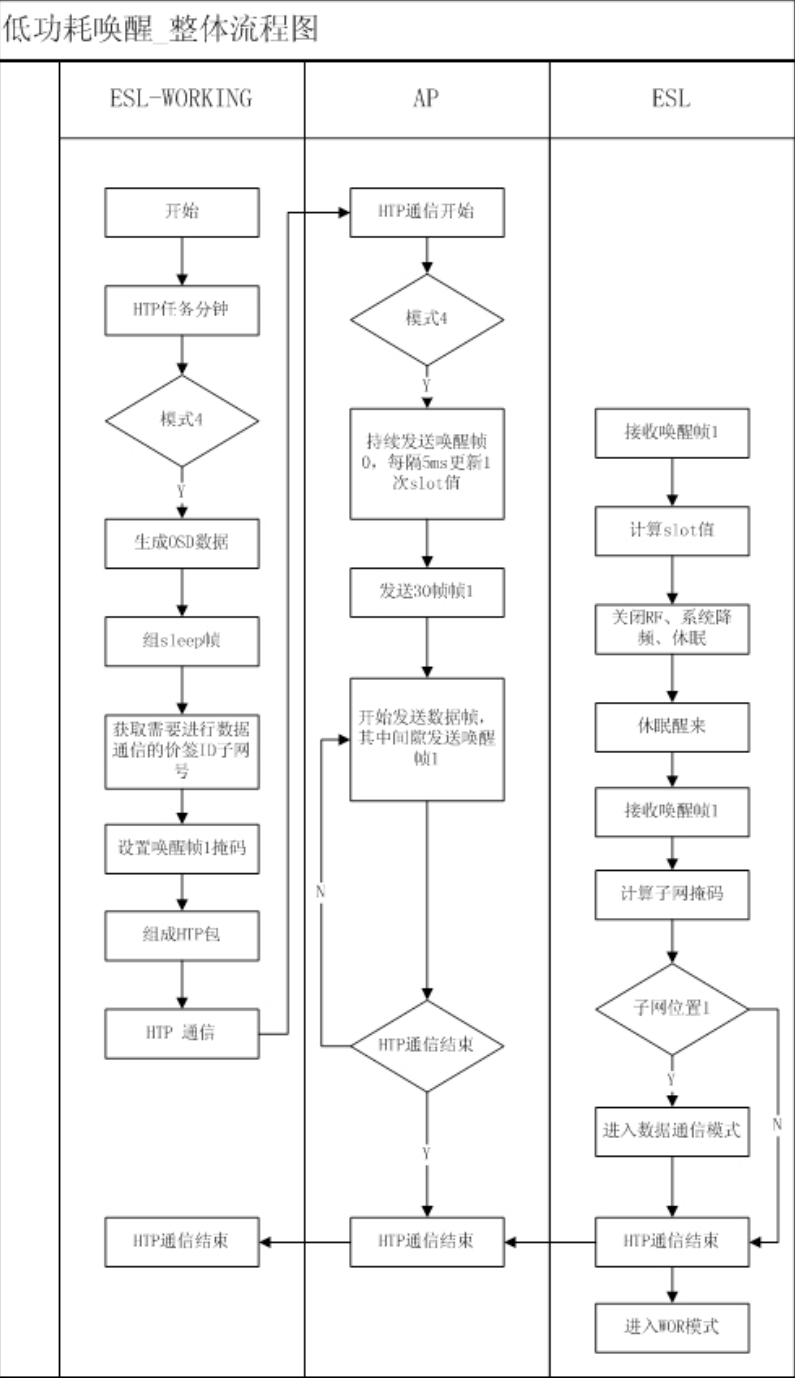 低功耗唤醒_整体流程图
ESL-WORKING
AP
ESL
开始
HTP任务分钟
模式4
Y
生成OSD数据
组sleep帧
获取需要进行数据
通信的价签ID子网
号
设置唤醒帧1掩码
组成HTP包
HTP 通信
HTP通信结束
HTP通信开始
模式4
Y
持续发送唤醒帧
0，每隔5ms更新1
次slot值
发送30帧帧1
开始发送数据帧，
其中间隙发送唤醒
帧1
N
HTP通信结束
Y
HTP通信结束
接收唤醒帧1
计算slot值
关闭RF、系统降
频、休眠
休眠醒来
接收唤醒帧1
计算子网掩码
子网位置1
Y
N
进入数据通信模式
HTP通信结束
进入WOR模式